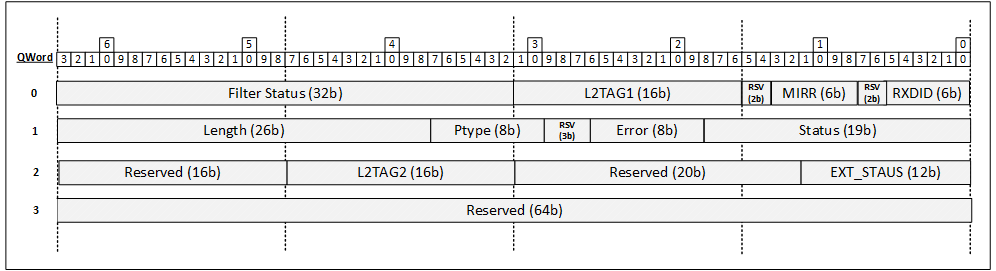 6 5 4 3 2 1 0
QWord 3 2 1 0 9 8 7 6 5 4 3 2 1 0 9 8 7 6 5 4 3 2 1 0 9 8 7 6 5 4 3 2 1 0 9 8 7 6 5 4 3 2 1 0 9 8 7 6 5 4 3 2 1 0 9 8 7 6 5 4 3 2 1 0
0 Filter Status (32b) L2TAG1 (16b) RSV (2b) MIRR (6b) RSV (2b) RXDID (6b)
1 Length (26b) Ptype (8b) RSV (3b) Error (8b) Status (19b)
2 Reserved (16b) L2TAG2 (16b) Reserved (20b) EXT_STAUS (12b)
3 Reserved (64b)